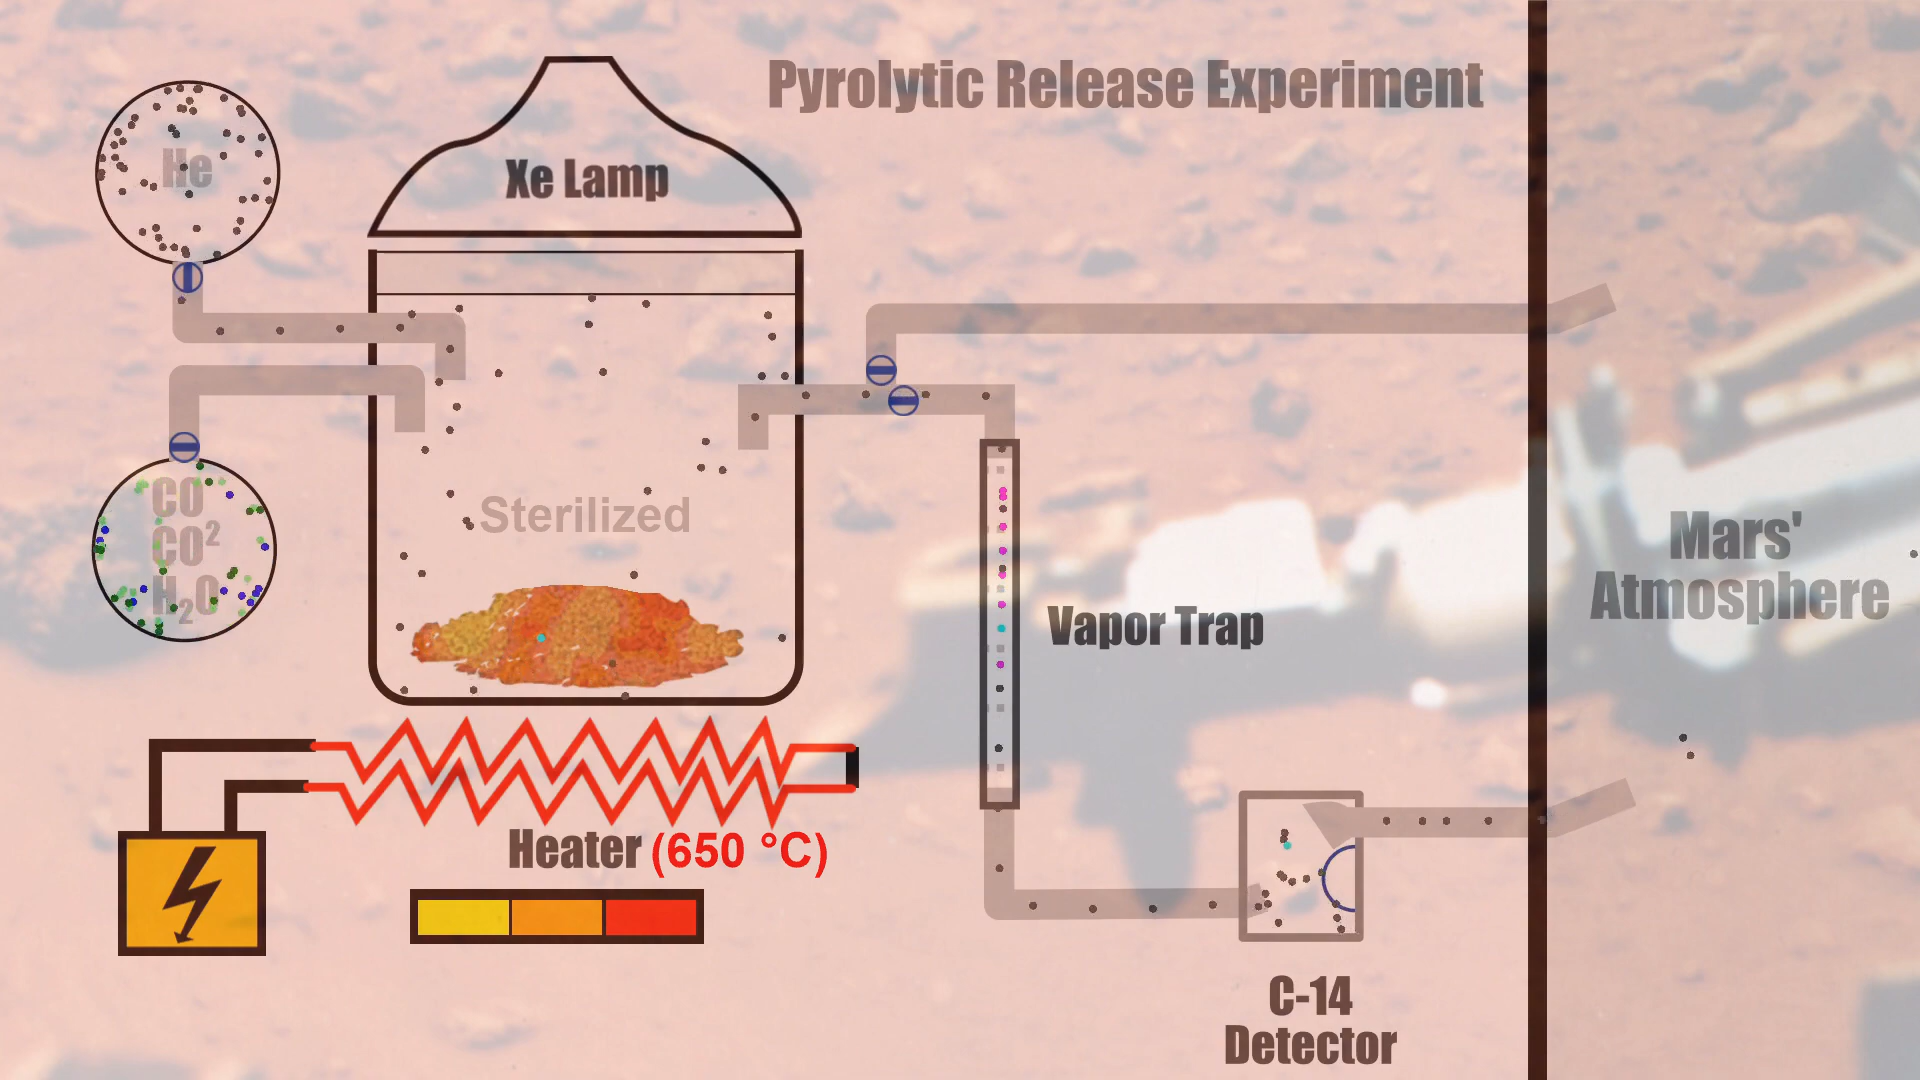 Pyrolytic Release Experiment
He
Xe Lamp
CO
CO²
H₂O
Sterilized
Vapor Trap
Mars'
Atmosphere
Heater (650 °C)
C-14
Detector